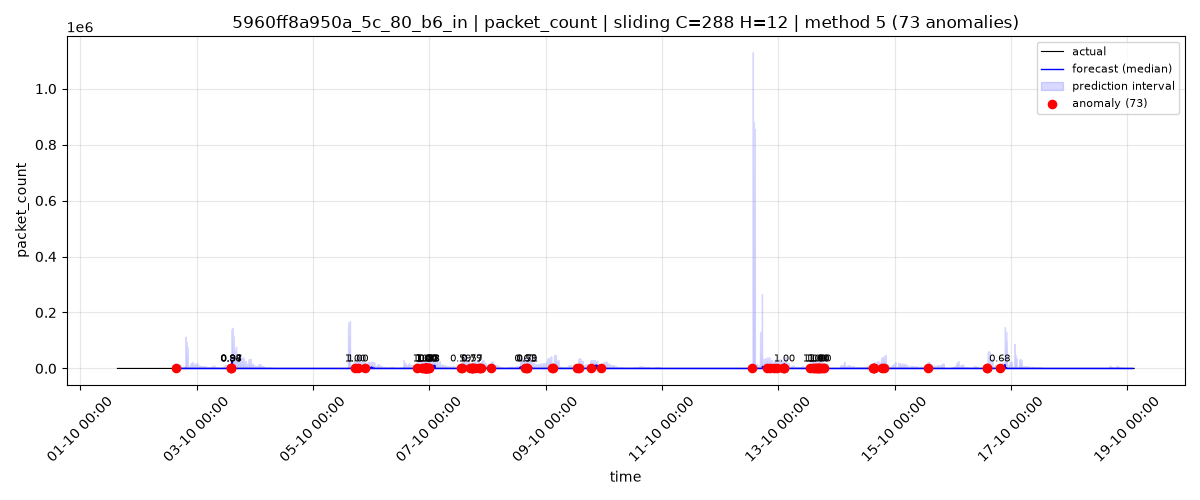 5960ff8a950a_5c_80_b6_in | packet_count | sliding C=288 H=12 | method 5 (73 anomalies)
1e6
actual
forecast (median)
prediction interval
anomaly (73)
1.0
0.8
0.6
0.4
0.2
0.0
packet_count
1.00
0.68
01-10 00:00
03-10 00:00
05-10 00:00
07-10 00:00
09-10 00:00
11-10 00:00
13-10 00:00
15-10 00:00
17-10 00:00
19-10 00:00
time